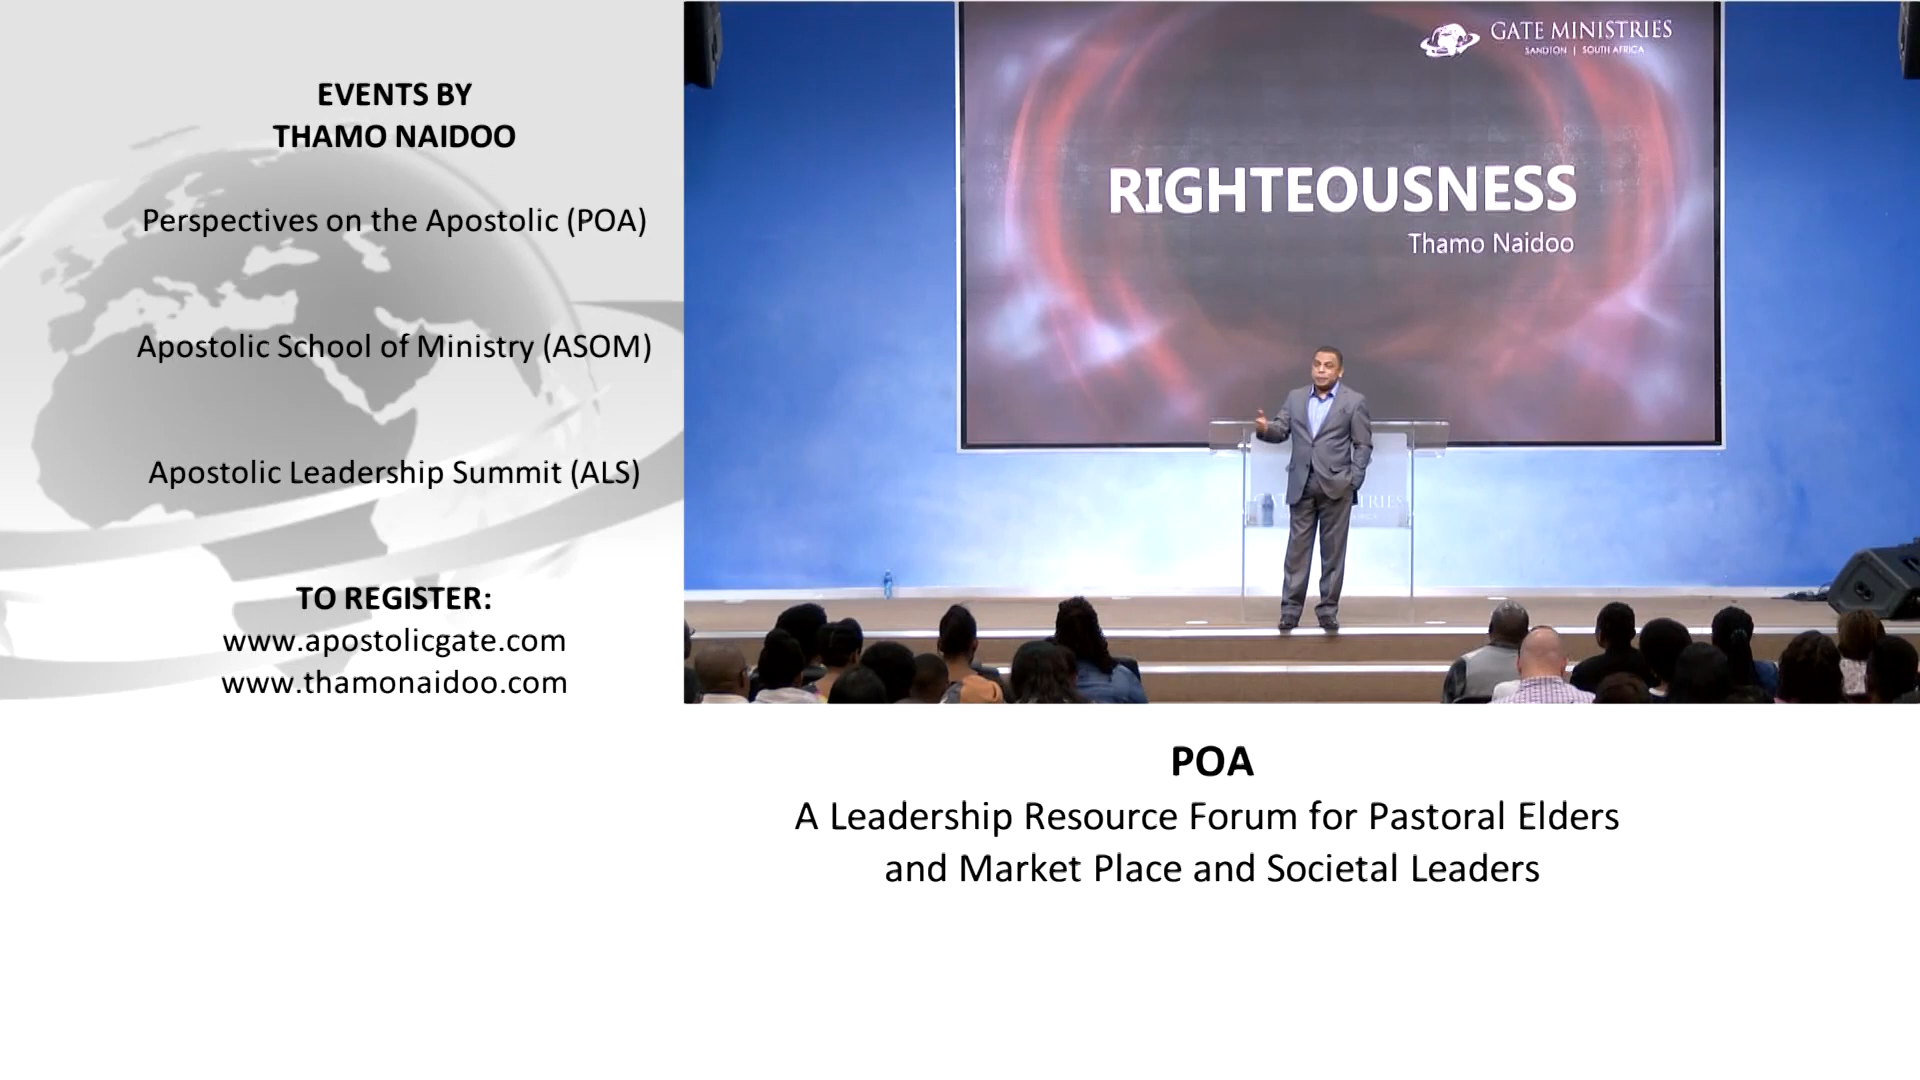 EVENTS BY
THAMO NAIDOO
Perspectives on the Apostolic (POA)
Apostolic School of Ministry (ASOM)
Apostolic Leadership Summit (ALS)
TO REGISTER:
www.apostolicgate.com
www.thamonaidoo.com
GATE MINISTRIES
SANDTON | SOUTH AFRICA
RIGHTEOUSNESS
Thamo Naidoo
POA
A Leadership Resource Forum for Pastoral Elders
and Market Place and Societal Leaders